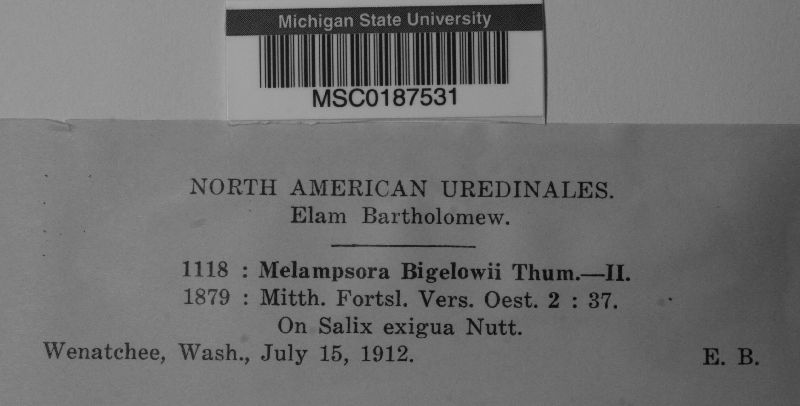 Michigan State University
MSC0187531
NORTH AMERICAN UREDINALES.
Elam Bartholomew.
1118 : Melampsora Bigelowii Thum.—II.
1879 : Mitth. Fortsl. Vers. Oest. 2 : 37.
On Salix exigua Nutt.
Wenatchee, Wash., July 15, 1912. E. B.